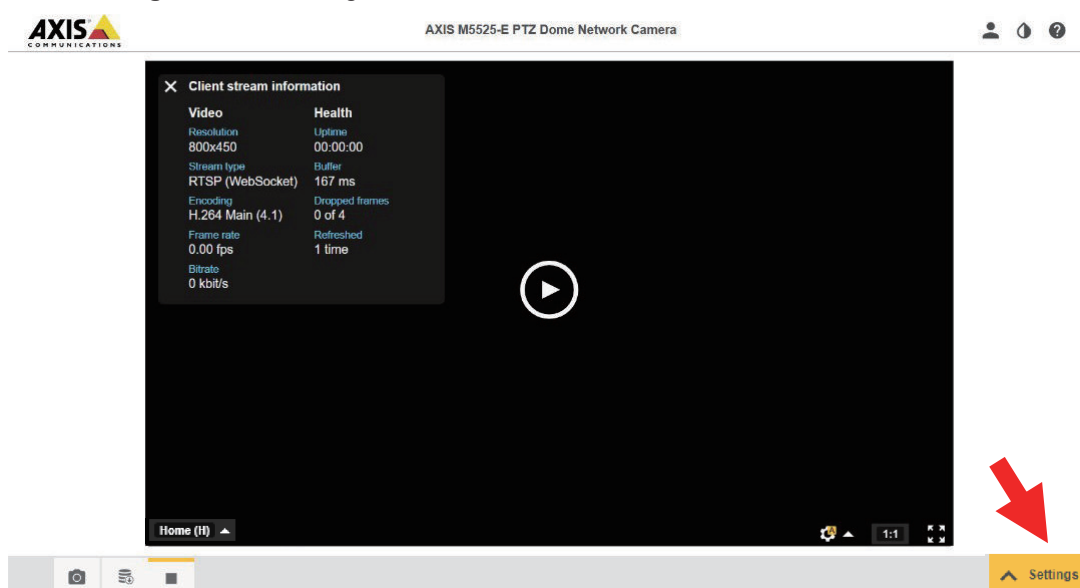 AXIS
COMMUNICATIONS
AXIS M5525-E PTZ Dome Network Camera
Client stream information
Video
Resolution
800x450
Stream type
RTSP (WebSocket)
Encoding
H.264 Main (4.1)
Frame rate
0.00 fps
Bitrate
0 kbit/s
Health
Uptime
00:00:00
Buffer
167 ms
Dropped frames
0 of 4
Refreshed
1 time
Home (H)
A
1:1
Settings